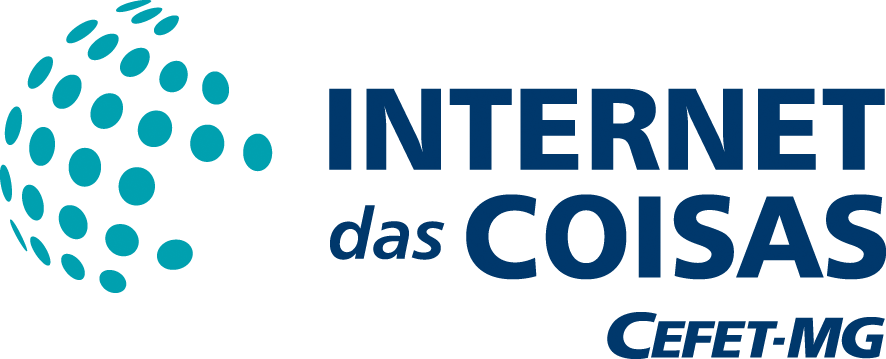 INTERNET
das COISAS
CEFET-MG